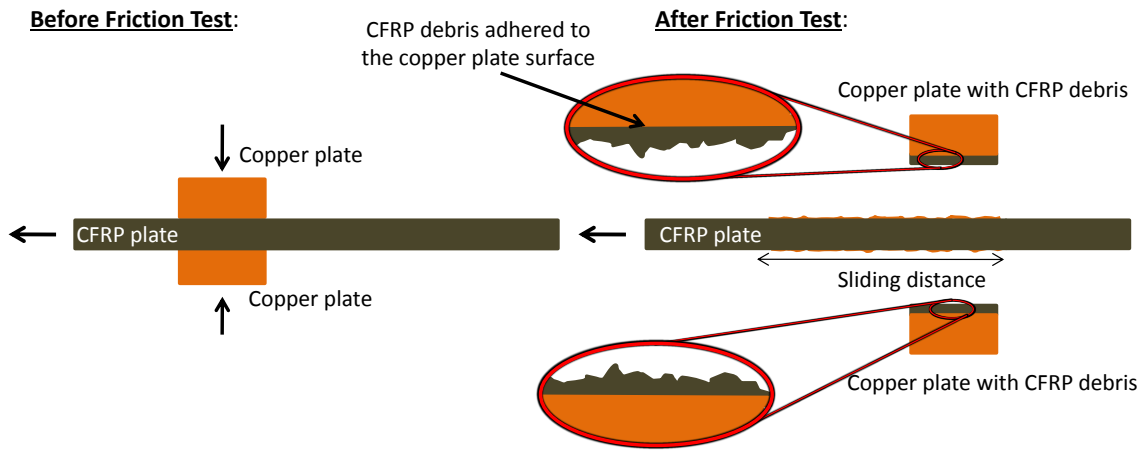 Before Friction Test:
Copper plate
CFRP plate
Copper plate
CFRP debris adhered to
the copper plate surface
After Friction Test:
Copper plate with CFRP debris
CFRP plate
Sliding distance
Copper plate with CFRP debris